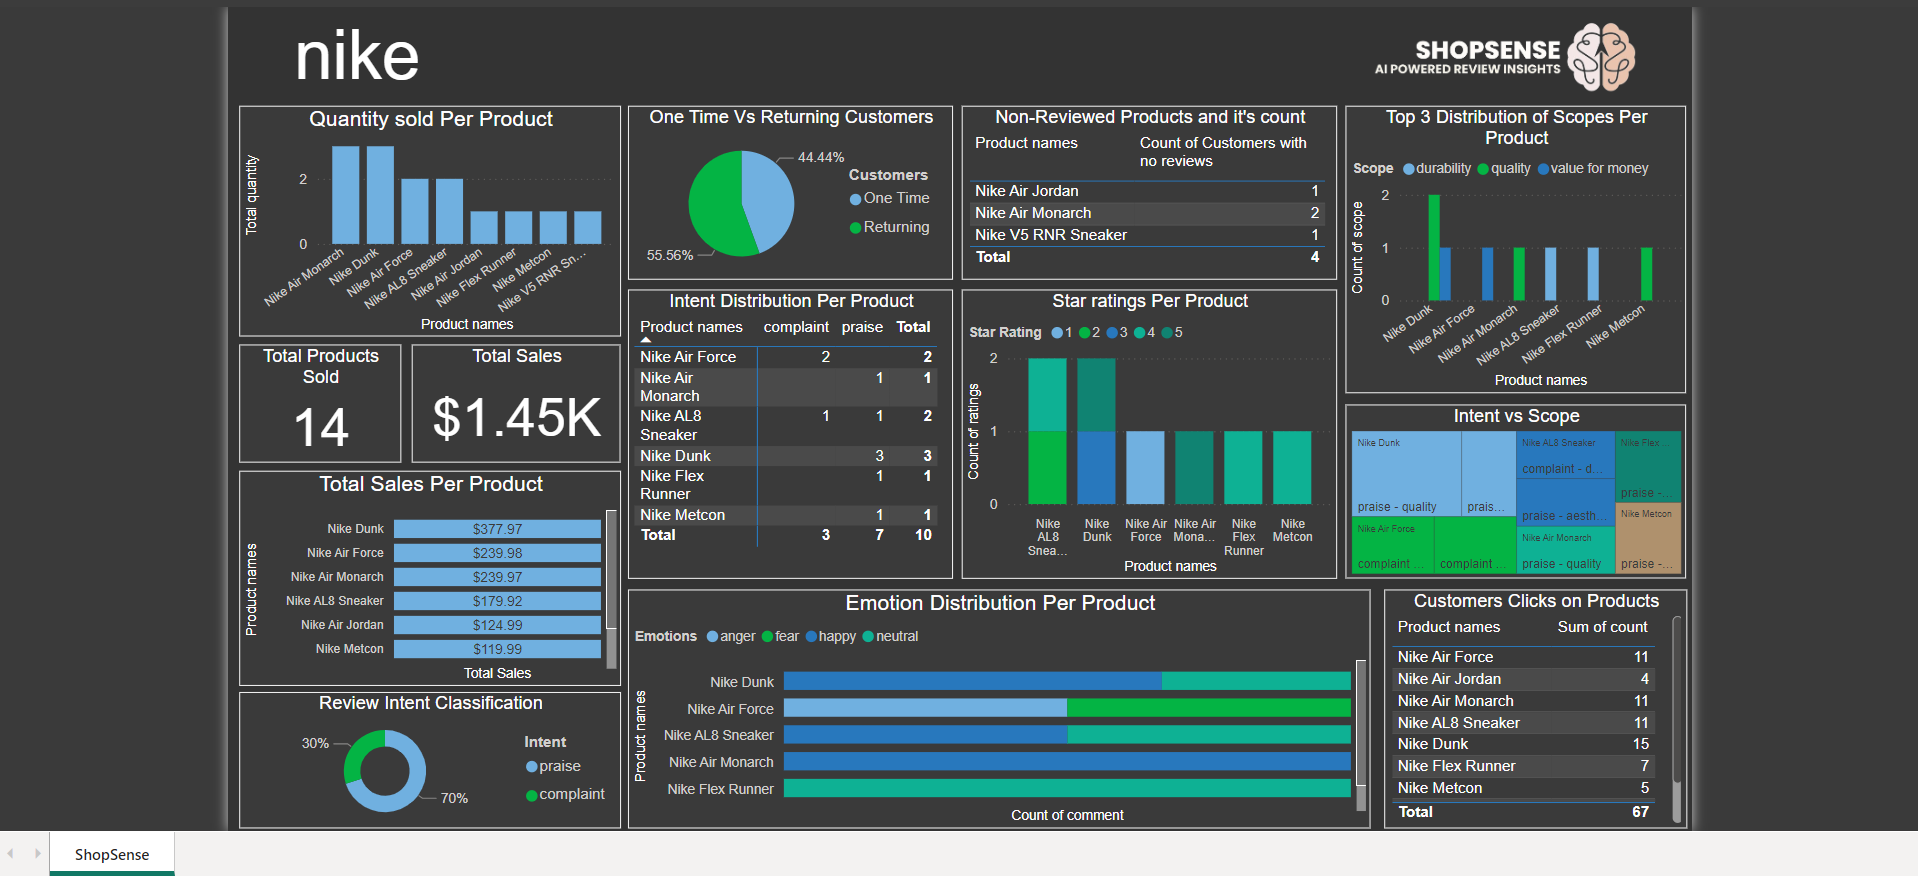 nike
SHOPSENSE
AI POWERED REVIEW INSIGHTS
Quantity sold Per Product
Total quantity
2
0
Nike Air Monarch
Nike Dunk
Nike Air Force
Nike AL8 Sneaker
Nike Air Jordan
Nike Flex Runner
Nike Metcon
Nike V5 RNR Sn...
Product names
One Time Vs Returning Customers
44.44%
55.56%
Customers
One Time
Returning
Non-Reviewed Products and it's count
Product names Count of Customers with
no reviews
Nike Air Jordan 1
Nike Air Monarch 2
Nike V5 RNR Sneaker 1
Total 4
Top 3 Distribution of Scopes Per
Product
Scope durability quality value for money
Count of scope
2
1
0
Nike Dunk
Nike Air Force
Nike Air Monarch
Nike AL8 Sneaker
Nike Flex Runner
Nike Metcon
Product names
Total Products
Sold
14
Total Sales
$1.45K
Intent Distribution Per Product
Product names complaint praise Total
Nike Air Force 2 2
Nike Air
Monarch 1 1
Nike AL8
Sneaker 1 1 2
Nike Dunk 3 3
Nike Flex
Runner 1 1
Nike Metcon 1 1
Total 3 7 10
Star ratings Per Product
Star Rating 1 2 3 4 5
Count of ratings
2
1
0
Nike
AL8
Snea...
Nike
Dunk
Nike Air
Force
Nike Air
Mona...
Nike
Flex
Runner
Nike
Metcon
Product names
Intent vs Scope
Nike Dunk
praise - quality
prais...
Nike Air Force
complaint ...
complaint ...
Nike AL8 Sneaker
complaint - d...
praise - aesth...
Nike Air Monarch
praise - quality
Nike Flex ...
praise -...
Nike Metcon
praise -...
Total Sales Per Product
Product names
Nike Dunk $377.97
Nike Air Force $239.98
Nike Air Monarch $239.97
Nike AL8 Sneaker $179.92
Nike Air Jordan $124.99
Nike Metcon $119.99
Total Sales
Review Intent Classification
30%
70%
Intent
praise
complaint
Emotion Distribution Per Product
Emotions anger fear happy neutral
Product names
Nike Dunk
Nike Air Force
Nike AL8 Sneaker
Nike Air Monarch
Nike Flex Runner
Count of comment
Customers Clicks on Products
Product names Sum of count
Nike Air Force 11
Nike Air Jordan 4
Nike Air Monarch 11
Nike AL8 Sneaker 11
Nike Dunk 15
Nike Flex Runner 7
Nike Metcon 5
Total 67
ShopSense